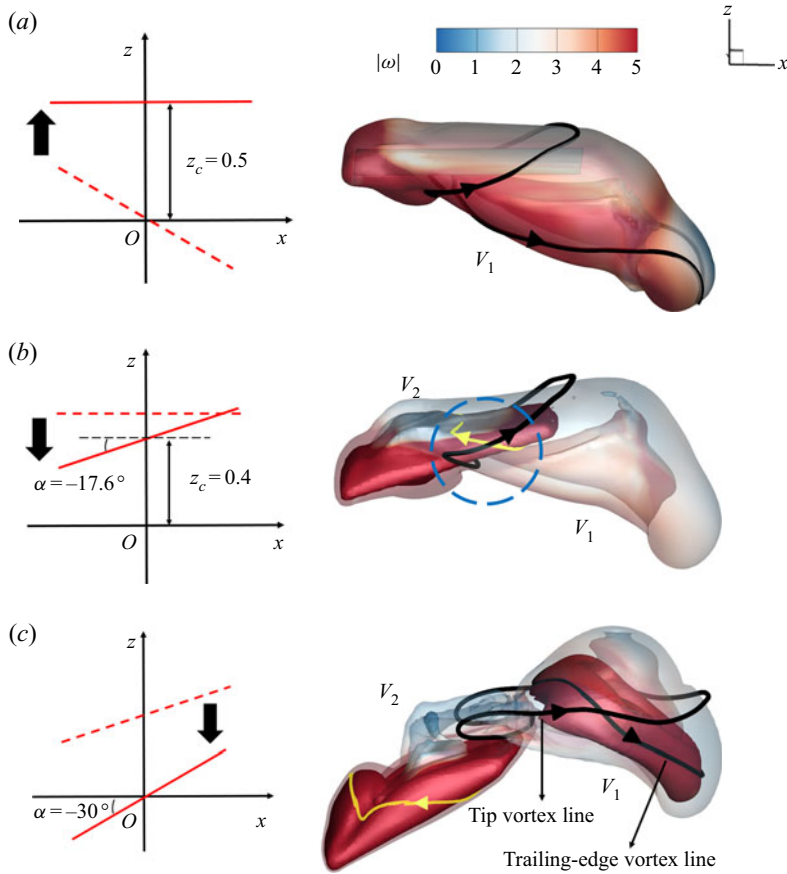 (a)
z
z_c = 0.5
O
x
|ω|
0 1 2 3 4 5
z
x
V_1
(b)
z
α = –17.6°
z_c = 0.4
O
x
V_2
V_1
(c)
z
α = –30°
O
x
V_2
V_1
Tip vortex line
Trailing-edge vortex line